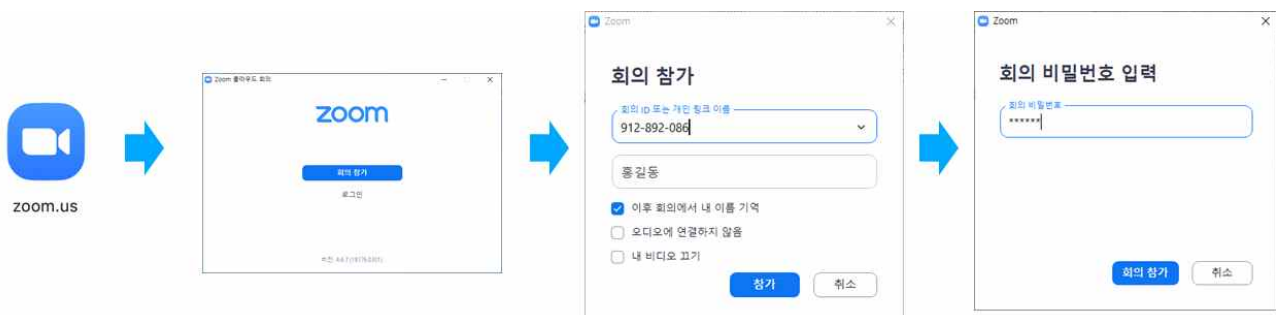 zoom.us
Zoom 클라우드 회의
zoom
회의 참가
로그인
Zoom
회의 참가
회의 ID 또는 개인 링크 이름
912-892-086
홍길동
이후 회의에서 내 이름 기억
오디오에 연결하지 않음
내 비디오 끄기
참가
취소
Zoom
회의 비밀번호 입력
회의 비밀번호
******
회의 참가
취소